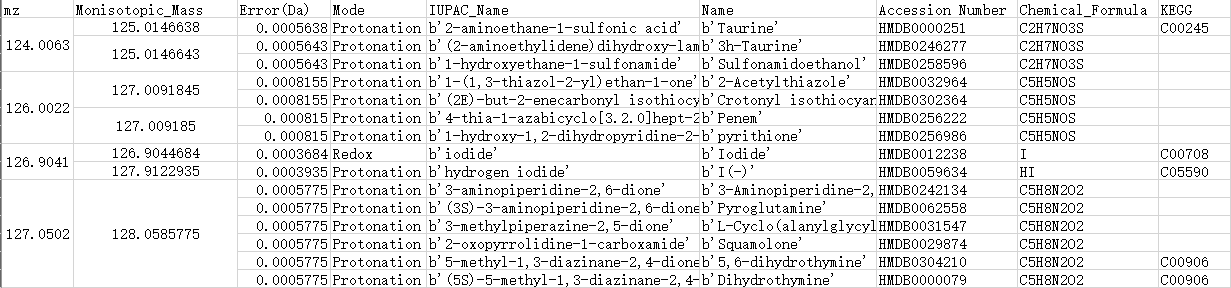 mz Monisotopic_Mass Error(Da) Mode IUPAC_Name Name Accession Number Chemical_Formula KEGG
124.0063 125.0146638 0.0005638 Protonation b'2-aminoethane-1-sulfonic acid' b'Taurine' HMDB0000251 C2H7NO3S C00245
125.0146643 0.0005643 Protonation b'(2-aminoethylidene)dihydroxy-lam b'3h-Taurine' HMDB0246277 C2H7NO3S
0.0005643 Protonation b'1-hydroxyethane-1-sulfonamide' b'Sulfonamidoethanol' HMDB0258596 C2H7NO3S
126.0022 127.0091845 0.0008155 Protonation b'1-(1,3-thiazol-2-yl)ethan-1-one' b'2-Acetylthiazole' HMDB0032964 C5H5NOS
0.0008155 Protonation b'(2E)-but-2-enecarbonyl isothiocy b'Crotonyl isothiocyan HMDB0302364 C5H5NOS
127.009185 0.000815 Protonation b'4-thia-1-azabicyclo[3.2.0]hept-2 b'Penem' HMDB0256222 C5H5NOS
0.000815 Protonation b'1-hydroxy-1,2-dihydropyridine-2- b'pyrithione' HMDB0256986 C5H5NOS
126.9041 126.9044684 0.0003684 Redox b'iodide' b'Iodide' HMDB0012238 I C00708
127.9122935 0.0003935 Protonation b'hydrogen iodide' b'I(-)' HMDB0059634 HI C05590
127.0502 128.0585775 0.0005775 Protonation b'3-aminopiperidine-2,6-dione' b'3-Aminopiperidine-2, HMDB0242134 C5H8N2O2
0.0005775 Protonation b'(3S)-3-aminopiperidine-2,6-dione b'Pyroglutamine' HMDB0062558 C5H8N2O2
0.0005775 Protonation b'3-methylpiperazine-2,5-dione' b'L-Cyclo(alanylglycyl HMDB0031547 C5H8N2O2
0.0005775 Protonation b'2-oxopyrrolidine-1-carboxamide' b'Squamolone' HMDB0029874 C5H8N2O2
0.0005775 Protonation b'5-methyl-1,3-diazinane-2,4-dione b'5,6-dihydrothymine' HMDB0304210 C5H8N2O2 C00906
0.0005775 Protonation b'(5S)-5-methyl-1,3-diazinane-2,4- b'Dihydrothymine' HMDB0000079 C5H8N2O2 C00906